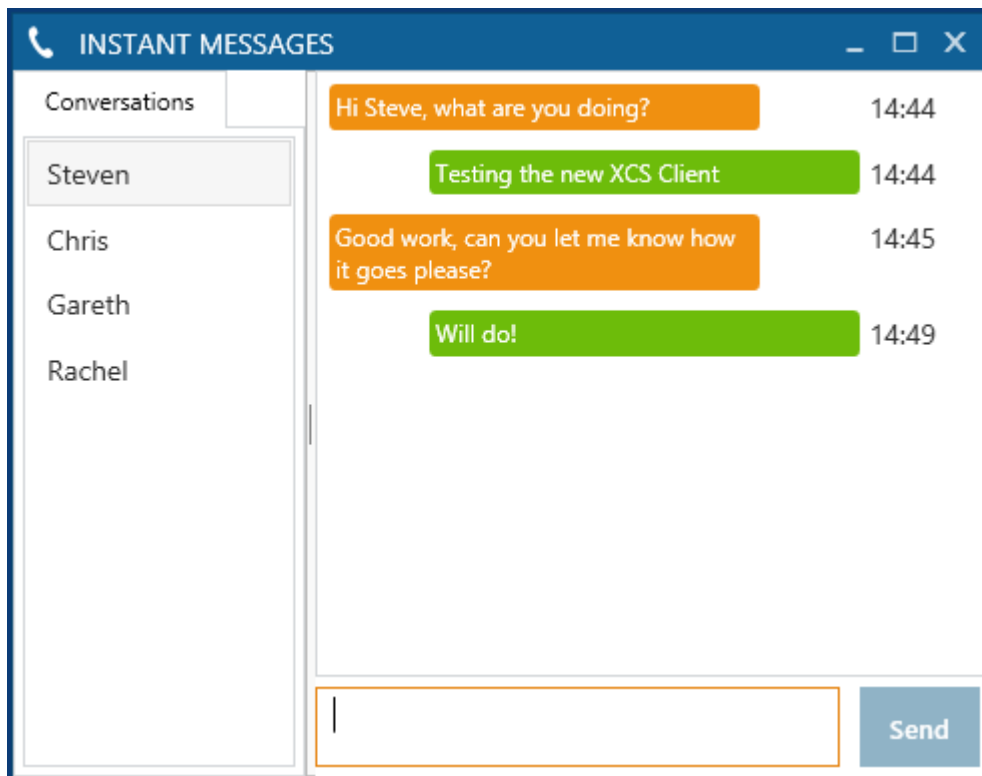 INSTANT MESSAGES
Conversations
Steven
Chris
Gareth
Rachel
Hi Steve, what are you doing? 14:44
Testing the new XCS Client 14:44
Good work, can you let me know how 14:45
it goes please?
Will do! 14:49
Send